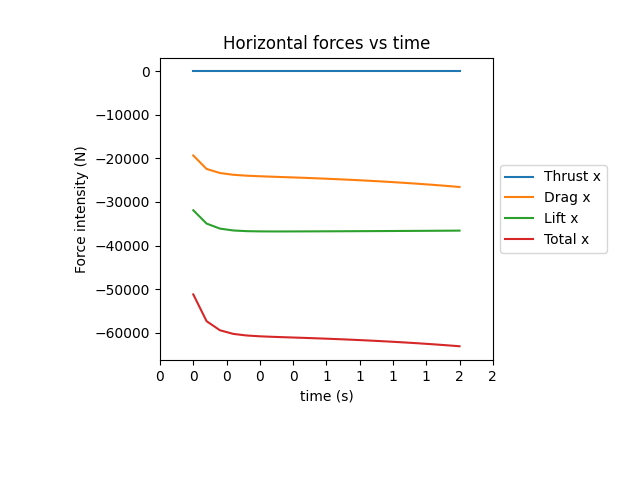 Horizontal forces vs time
Force intensity (N)
0
−10000
−20000
−30000
−40000
−50000
−60000
0 0 0 0 0 1 1 1 1 2 2
time (s)
Thrust x
Drag x
Lift x
Total x